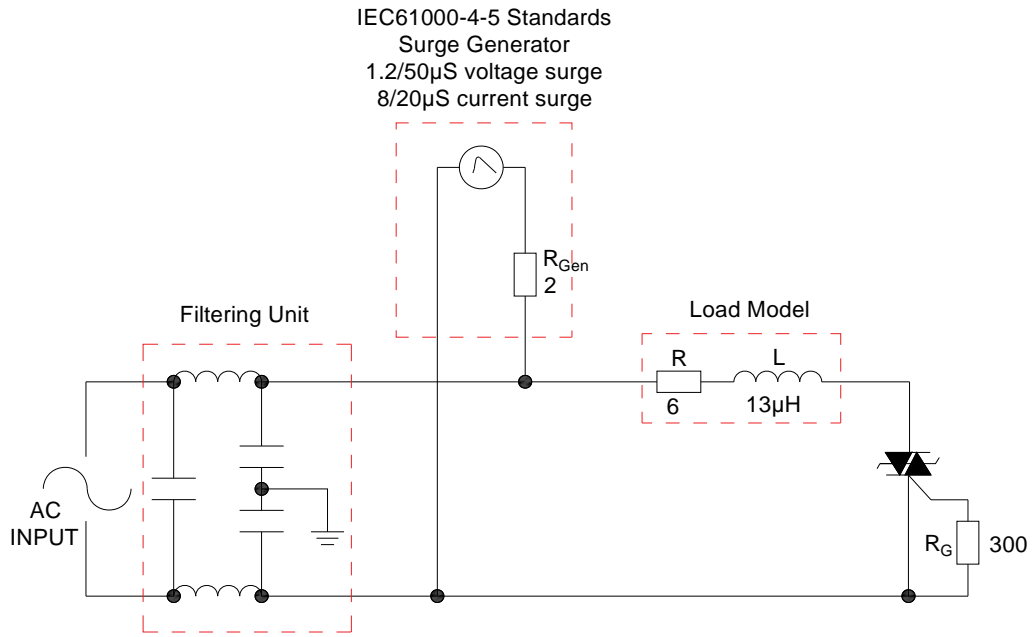 IEC61000-4-5 Standards
Surge Generator
1.2/50µS voltage surge
8/20µS current surge
RGen
2
Filtering Unit
Load Model
R
L
6
13µH
AC
INPUT
RG
300